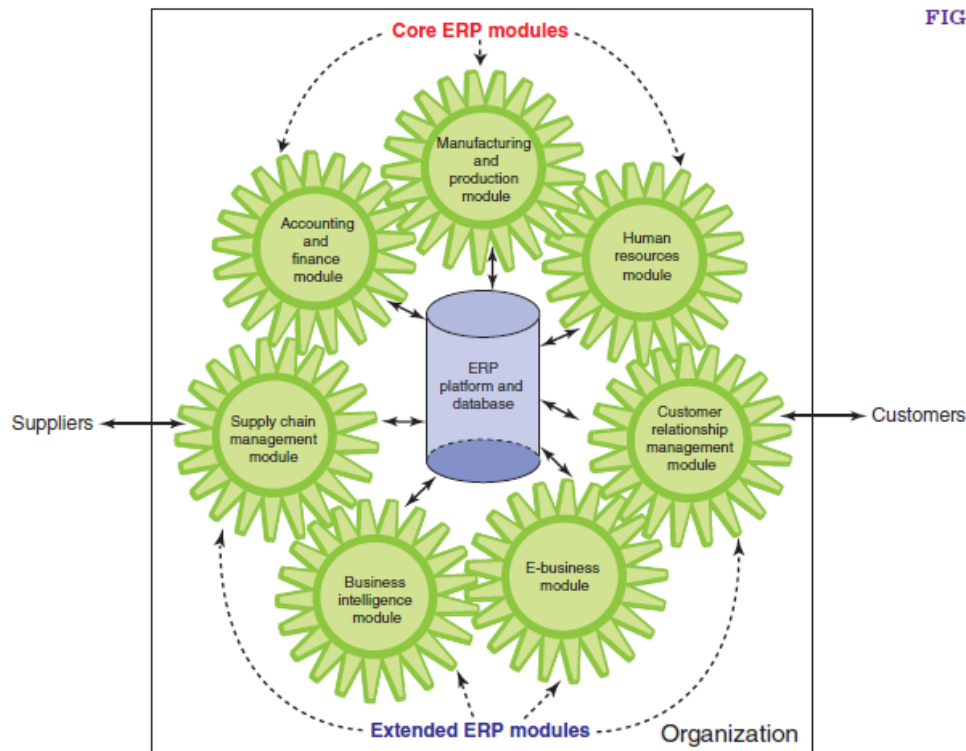 FIG
Core ERP modules
Manufacturing
and
production
module
Accounting
and
finance
module
Human
resources
module
ERP
platform and
database
Suppliers
Supply chain
management
module
Customer
relationship
management
module
Customers
Business
intelligence
module
E-business
module
Extended ERP modules
Organization